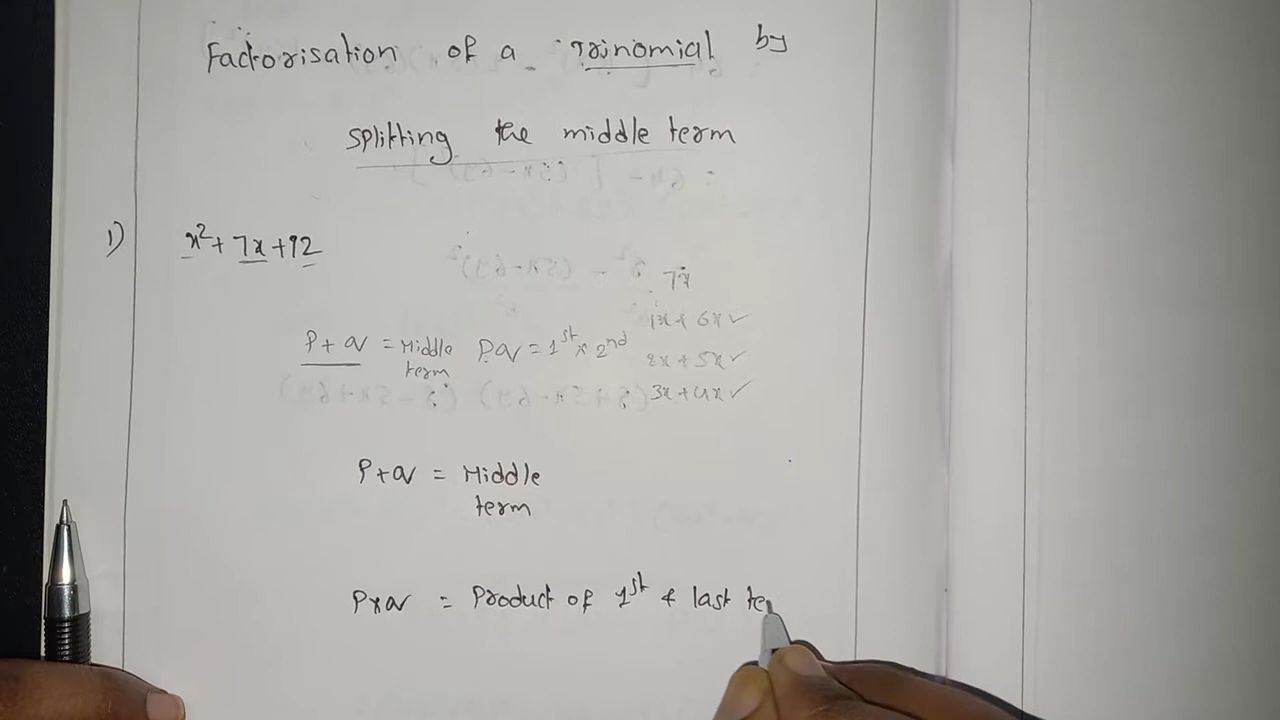 Factorisation of a Trinomial by
splitting the middle term
1) x² + 7x + 12
7x
1x + 6x ✓
P + q = Middle term P.q = 1st x 2nd
2x + 5x ✓
3x + 4x ✓
P + q = Middle
term
P x q = Product of 1st & last te